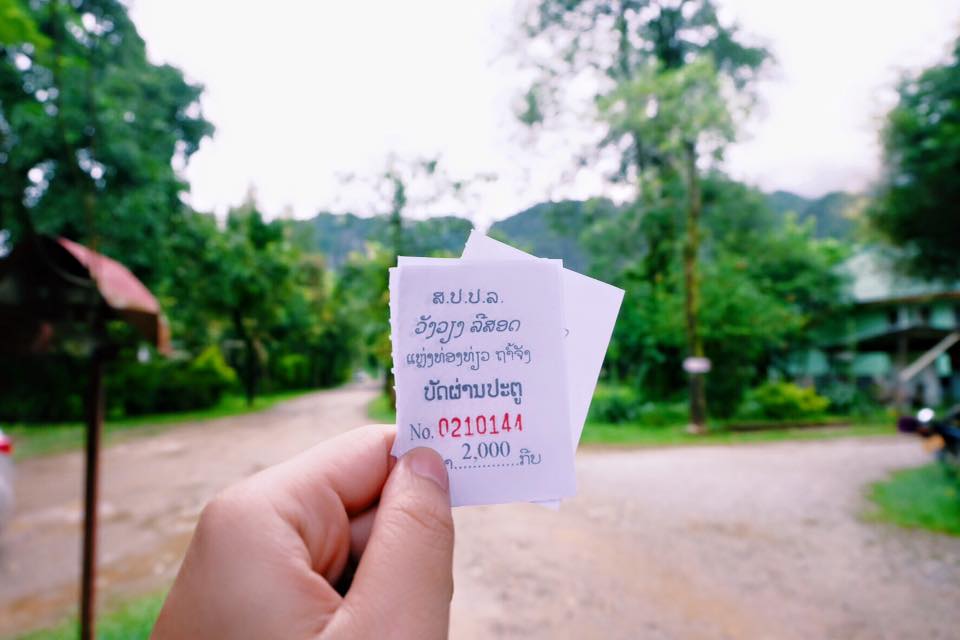 ສ.ປ.ປ.ລ.
ວັງວຽງ ລີສອດ
ແຫຼ່ງທ່ອງທ່ຽວ ຖ້ຳຈັງ
ບັດຜ່ານປະຕູ
No. 0210144
2,000 ກີບ